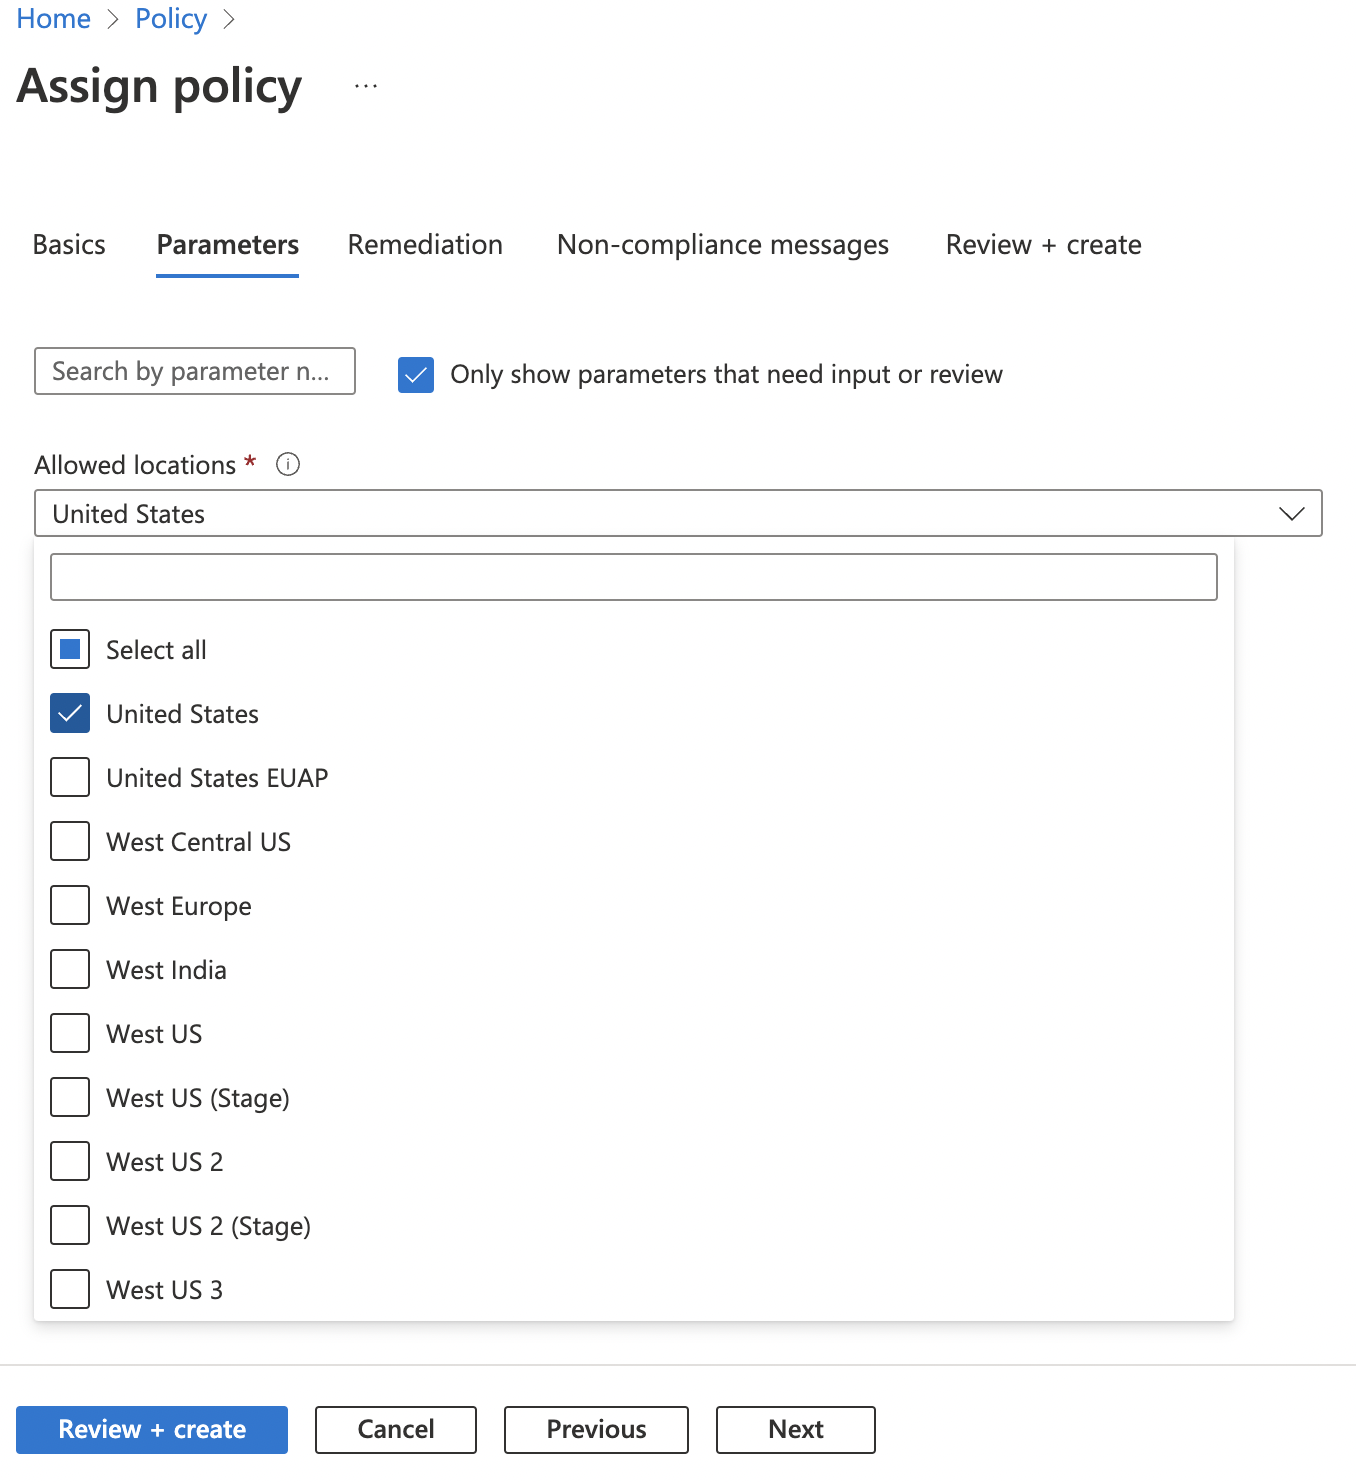 Home > Policy >
Assign policy ...
Basics Parameters Remediation Non-compliance messages Review + create
Search by parameter n... Only show parameters that need input or review
Allowed locations *
United States
Select all
United States
United States EUAP
West Central US
West Europe
West India
West US
West US (Stage)
West US 2
West US 2 (Stage)
West US 3
Review + create Cancel Previous Next